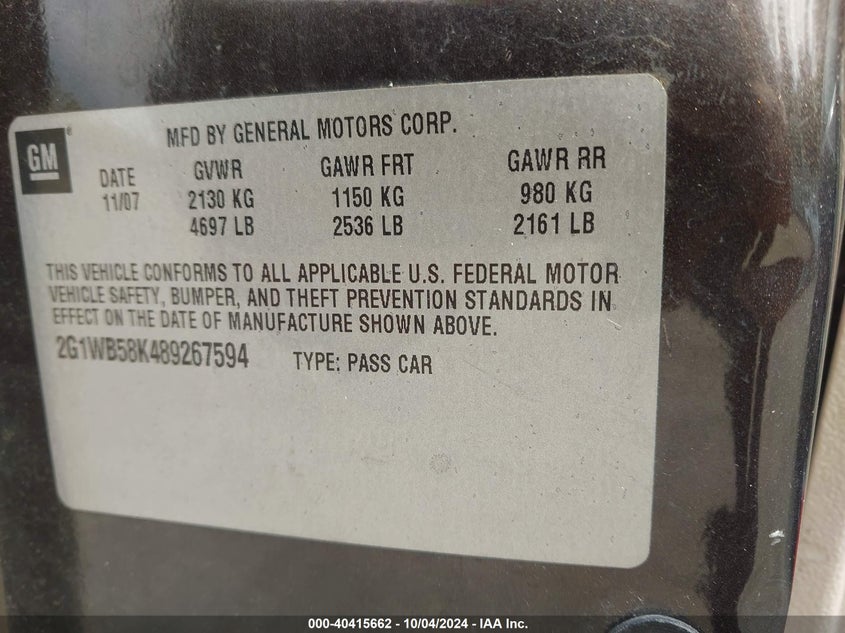 GM®
MFD BY GENERAL MOTORS CORP.
DATE GVWR GAWR FRT GAWR RR
11/07 2130 KG 1150 KG 980 KG
4697 LB 2536 LB 2161 LB
THIS VEHICLE CONFORMS TO ALL APPLICABLE U.S. FEDERAL MOTOR
VEHICLE SAFETY, BUMPER, AND THEFT PREVENTION STANDARDS IN
EFFECT ON THE DATE OF MANUFACTURE SHOWN ABOVE.
2G1WB58K489267594 TYPE: PASS CAR
000-40415662 - 10/04/2024 - IAA Inc.